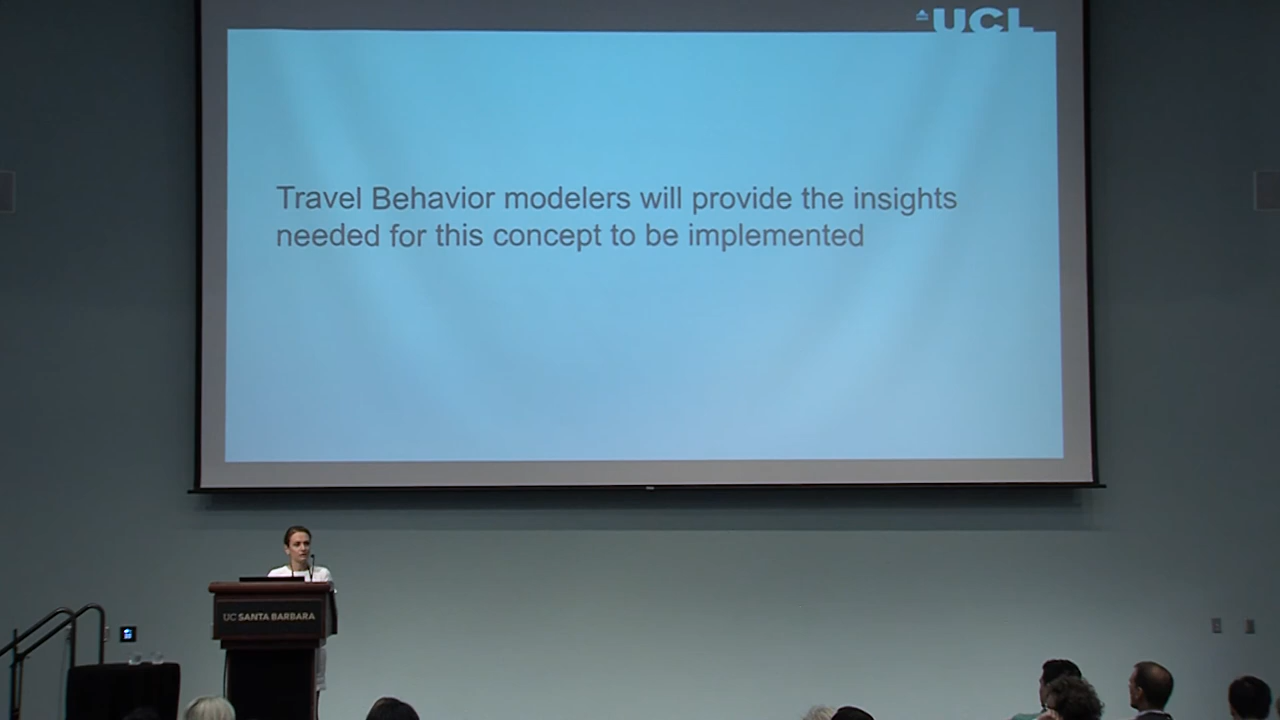 UCL
Travel Behavior modelers will provide the insights
needed for this concept to be implemented
UC SANTA BARBARA